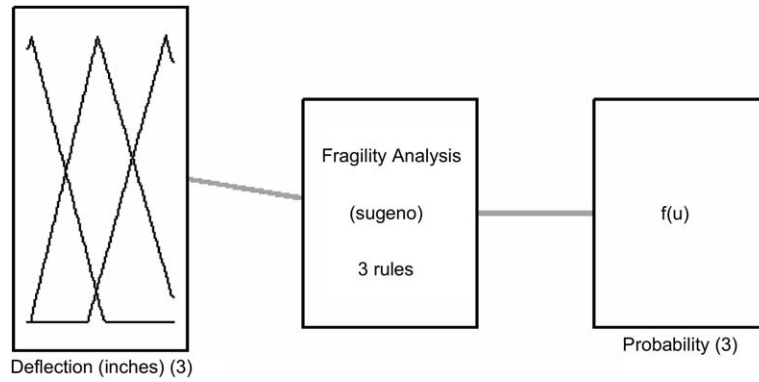 Fragility Analysis
(sugeno)
3 rules
f(u)
Deflection (inches) (3)
Probability (3)